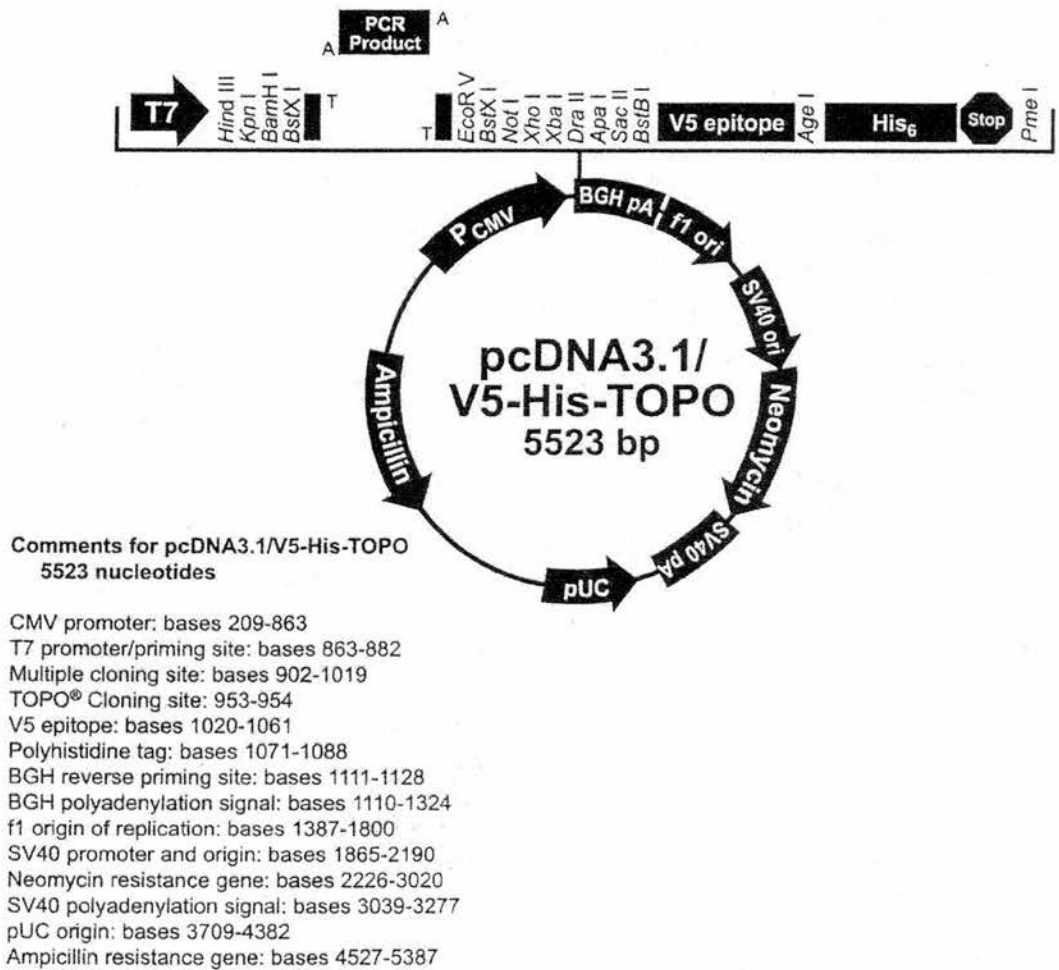 A
PCR
Product
A
T7
Hind III
Kpn I
BamH I
BstX I
T
T
EcoR V
BstX I
Not I
Xho I
Xba I
Dra II
Apa I
Sac II
BstB I
V5 epitope
Age I
His6
Stop
Pme I
PCMV
BGH pA
f1 ori
SV40 ori
Neomycin
SV40 pA
pUC
Ampicillin
pcDNA3.1/
V5-His-TOPO
5523 bp
Comments for pcDNA3.1/V5-His-TOPO
5523 nucleotides
CMV promoter: bases 209-863
T7 promoter/priming site: bases 863-882
Multiple cloning site: bases 902-1019
TOPO® Cloning site: 953-954
V5 epitope: bases 1020-1061
Polyhistidine tag: bases 1071-1088
BGH reverse priming site: bases 1111-1128
BGH polyadenylation signal: bases 1110-1324
f1 origin of replication: bases 1387-1800
SV40 promoter and origin: bases 1865-2190
Neomycin resistance gene: bases 2226-3020
SV40 polyadenylation signal: bases 3039-3277
pUC origin: bases 3709-4382
Ampicillin resistance gene: bases 4527-5387